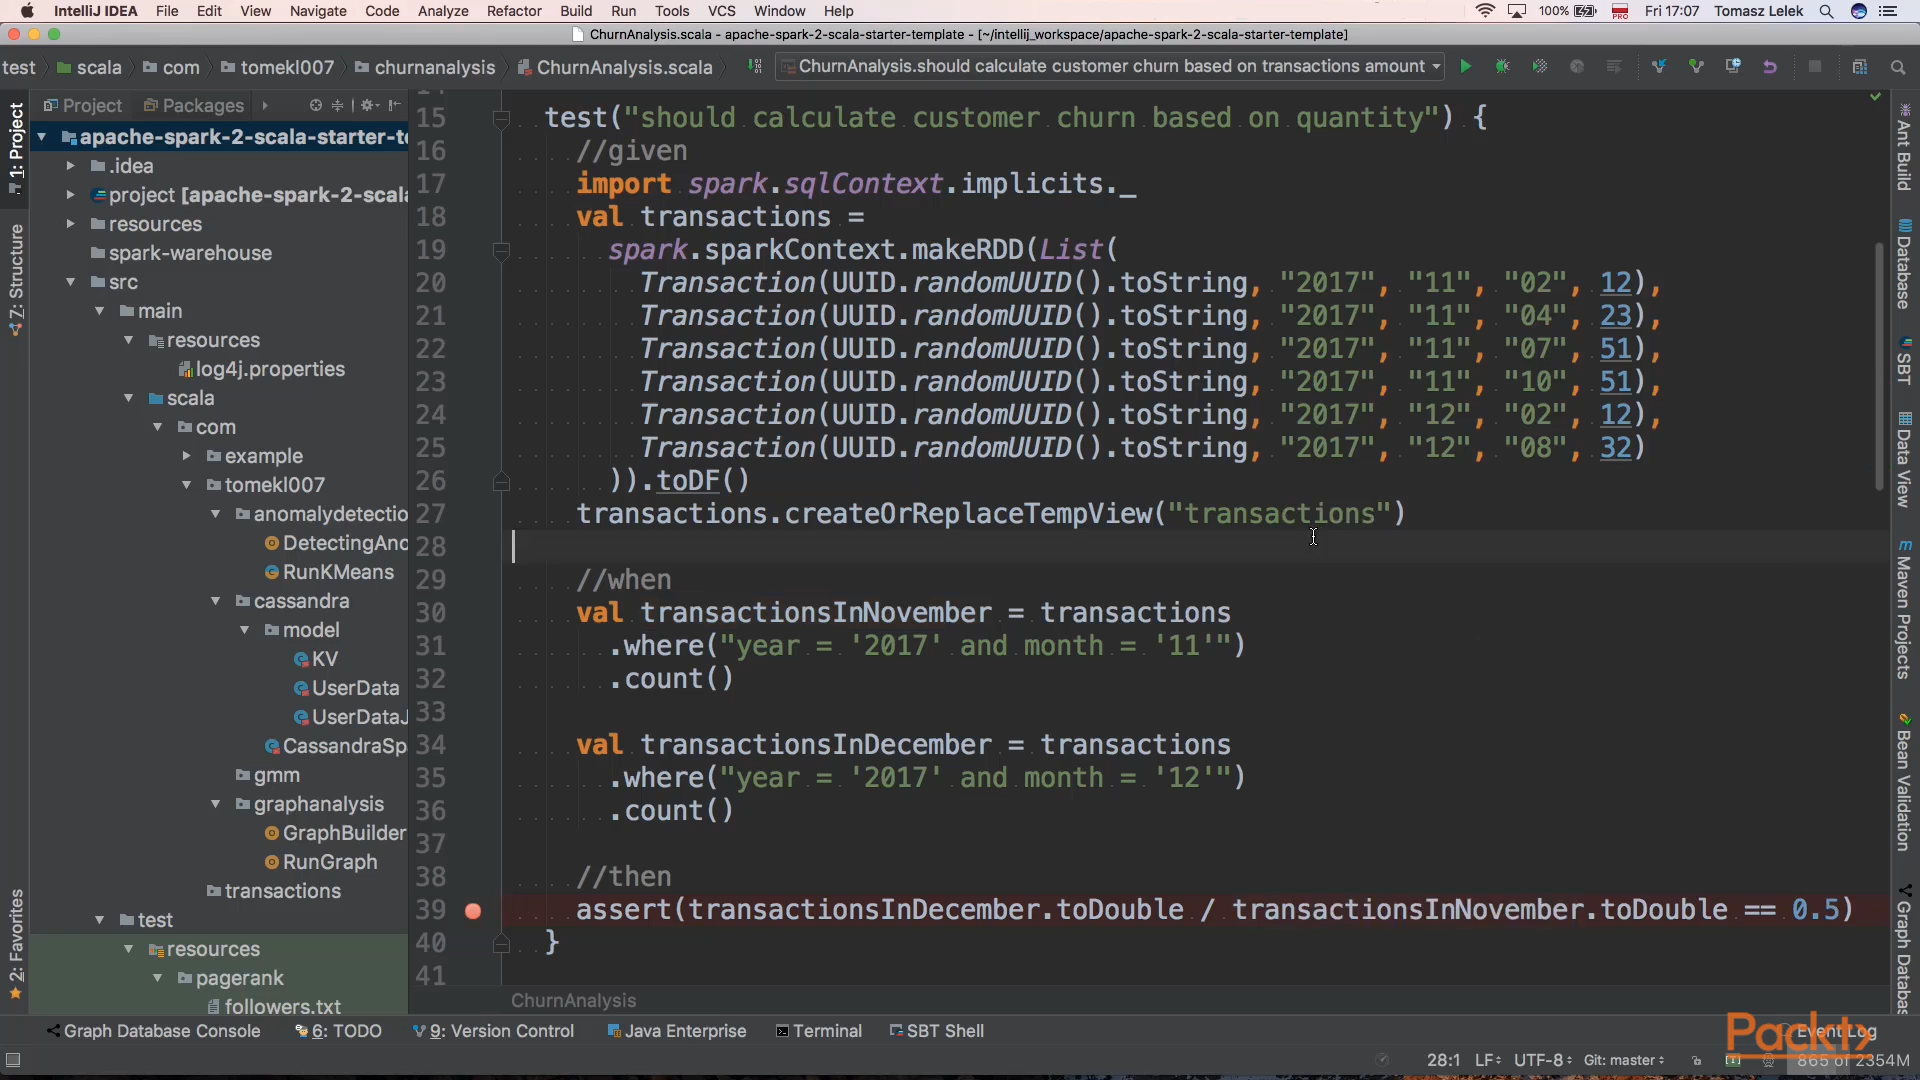 IntelliJ IDEA File Edit View Navigate Code Analyze Refactor Build Run Tools VCS Window Help 100% PRO Fri 17:07 Tomasz Lelek
ChurnAnalysis.scala - apache-spark-2-scala-starter-template - [~/intellij_workspace/apache-spark-2-scala-starter-template]
test scala com tomekl007 churnanalysis ChurnAnalysis.scala ChurnAnalysis.should calculate customer churn based on transactions amount
Project Packages
1: Project
7: Structure
2: Favorites
apache-spark-2-scala-starter-te
.idea
project [apache-spark-2-scala
resources
spark-warehouse
src
main
resources
log4j.properties
scala
com
example
tomekl007
anomalydetectio
DetectingAno
RunKMeans
cassandra
model
KV
UserData
UserDataJ
CassandraSpa
gmm
graphanalysis
GraphBuilder
RunGraph
transactions
test
resources
pagerank
followers.txt
15 test("should calculate customer churn based on quantity") {
16 //given
17 import spark.sqlContext.implicits._
18 val transactions =
19 spark.sparkContext.makeRDD(List(
20 Transaction(UUID.randomUUID().toString, "2017", "11", "02", 12),
21 Transaction(UUID.randomUUID().toString, "2017", "11", "04", 23),
22 Transaction(UUID.randomUUID().toString, "2017", "11", "07", 51),
23 Transaction(UUID.randomUUID().toString, "2017", "11", "10", 51),
24 Transaction(UUID.randomUUID().toString, "2017", "12", "02", 12),
25 Transaction(UUID.randomUUID().toString, "2017", "12", "08", 32)
26 )).toDF()
27 transactions.createOrReplaceTempView("transactions")
28
29 //when
30 val transactionsInNovember = transactions
31 .where("year = '2017' and month = '11'")
32 .count()
33
34 val transactionsInDecember = transactions
35 .where("year = '2017' and month = '12'")
36 .count()
37
38 //then
39 assert(transactionsInDecember.toDouble / transactionsInNovember.toDouble == 0.5)
40 }
41
ChurnAnalysis
Ant Build
Database
SBT
Data View
Maven Projects
Bean Validation
Graph Databas
Graph Database Console 6: TODO 9: Version Control Java Enterprise Terminal SBT Shell Event Log
Packt
28:1 LF UTF-8 Git: master 865 of 2354M